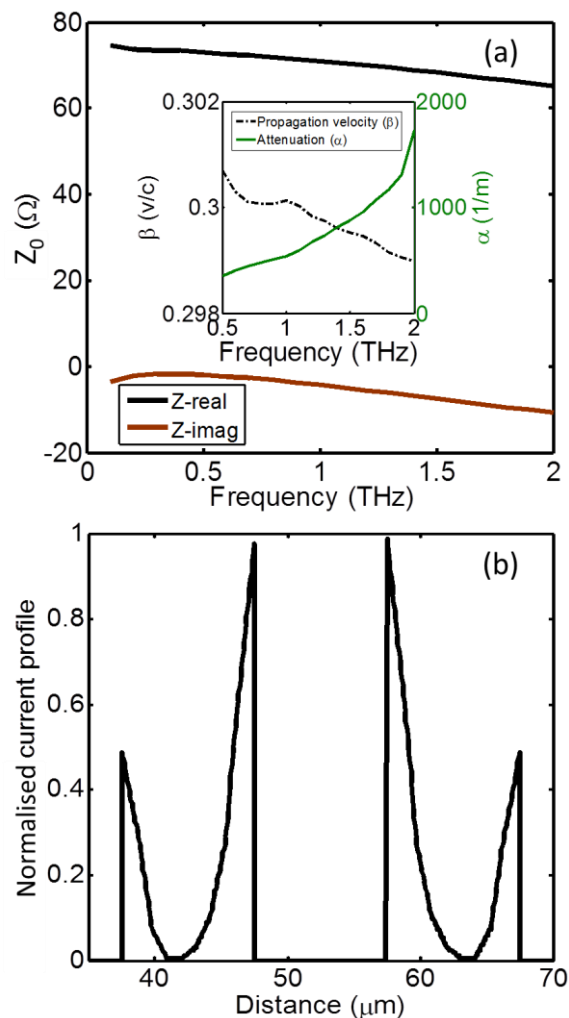 80
60
40
20
0
-20
Z0 (Ω)
(a)
0.302
0.3
0.298
β (v/c)
Propagation velocity (β)
Attenuation (α)
2000
1000
0
α (1/m)
0.5 1 1.5 2
Frequency (THz)
Z-real
Z-imag
0 0.5 1 1.5 2
Frequency (THz)
1
0.8
0.6
0.4
0.2
0
Normalised current profile
(b)
40 50 60 70
Distance (μm)